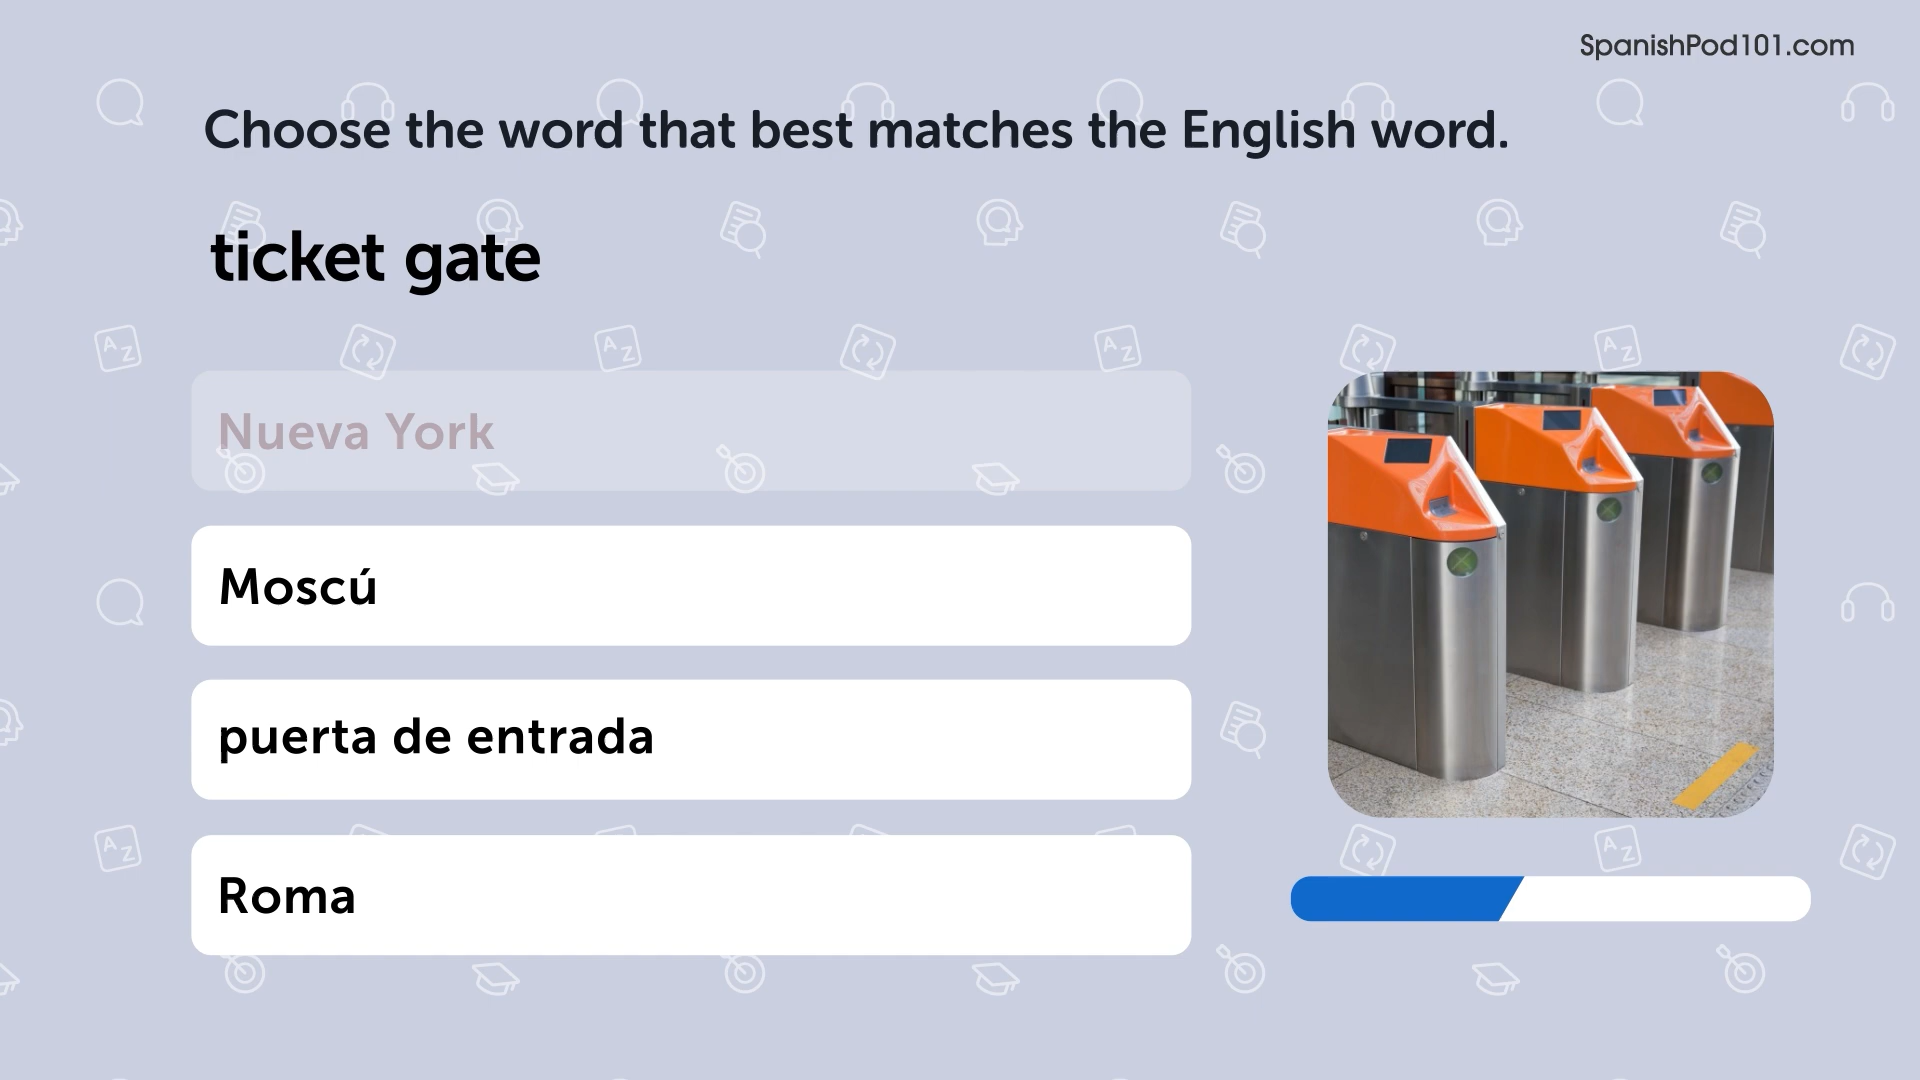 SpanishPod101.com
Choose the word that best matches the English word.
ticket gate
Nueva York
Moscú
puerta de entrada
Roma